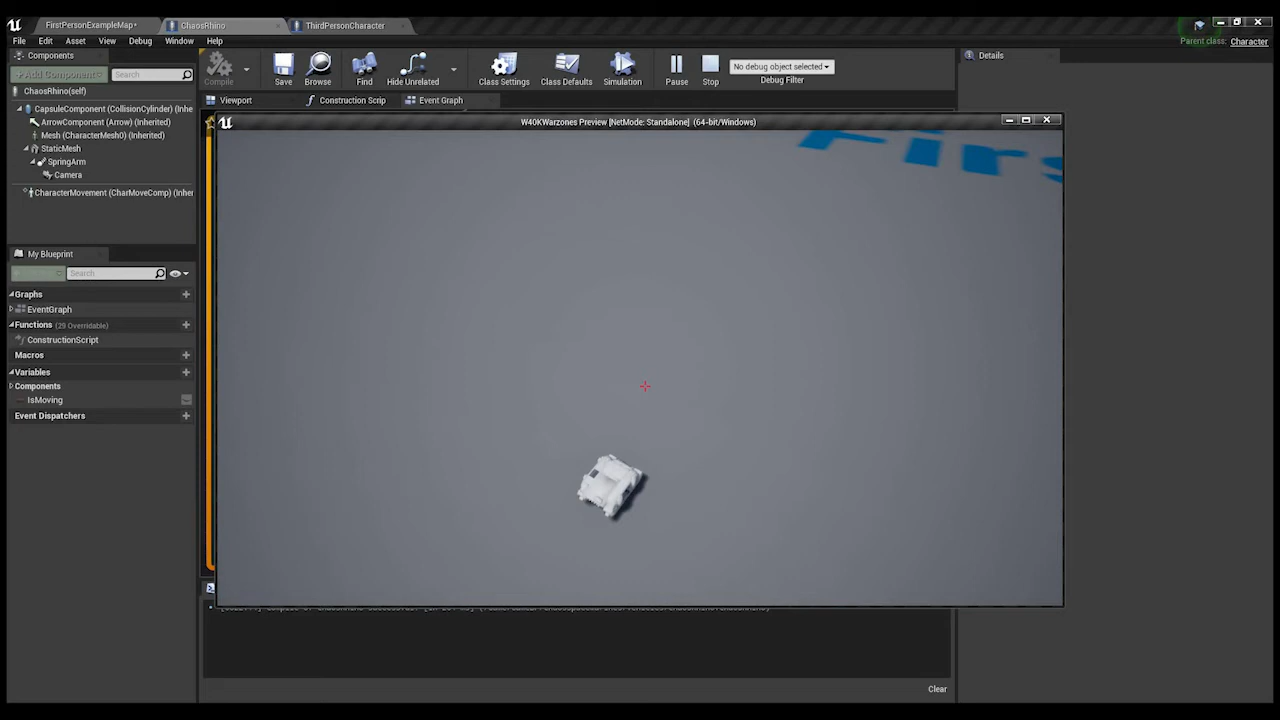 FirstPersonExampleMap*
ChaosRhino
ThirdPersonCharacter
File Edit Asset View Debug Window Help
Parent class: Character
Components
+ Add Component
Search
ChaosRhino(self)
CapsuleComponent (CollisionCylinder) (Inhe
ArrowComponent (Arrow) (Inherited)
Mesh (CharacterMesh0) (Inherited)
StaticMesh
SpringArm
Camera
CharacterMovement (CharMoveComp) (Inher
My Blueprint
Search
Graphs
EventGraph
Functions (29 Overridable)
ConstructionScript
Macros
Variables
Components
IsMoving
Event Dispatchers
Compile
Save
Browse
Find
Hide Unrelated
Class Settings
Class Defaults
Simulation
Pause
Stop
No debug object selected
Debug Filter
Viewport
Construction Scrip
Event Graph
W40KWarzones Preview [NetMode: Standalone] (64-bit/Windows)
Firs
Clear
Details